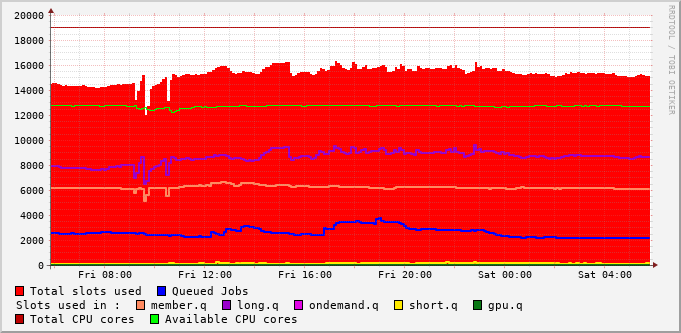 20000
18000
16000
14000
12000
10000
8000
6000
4000
2000
0
Fri 08:00 Fri 12:00 Fri 16:00 Fri 20:00 Sat 00:00 Sat 04:00
Total slots used Queued Jobs
Slots used in : member.q long.q ondemand.q short.q gpu.q
Total CPU cores Available CPU cores
RRDTOOL / TOBI OETIKER